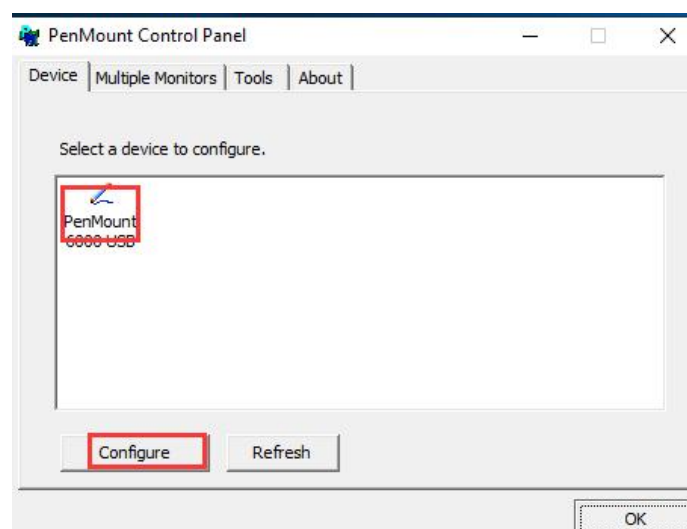 PenMount Control Panel
Device Multiple Monitors Tools About
Select a device to configure.
PenMount
6000 USB
Configure Refresh
OK